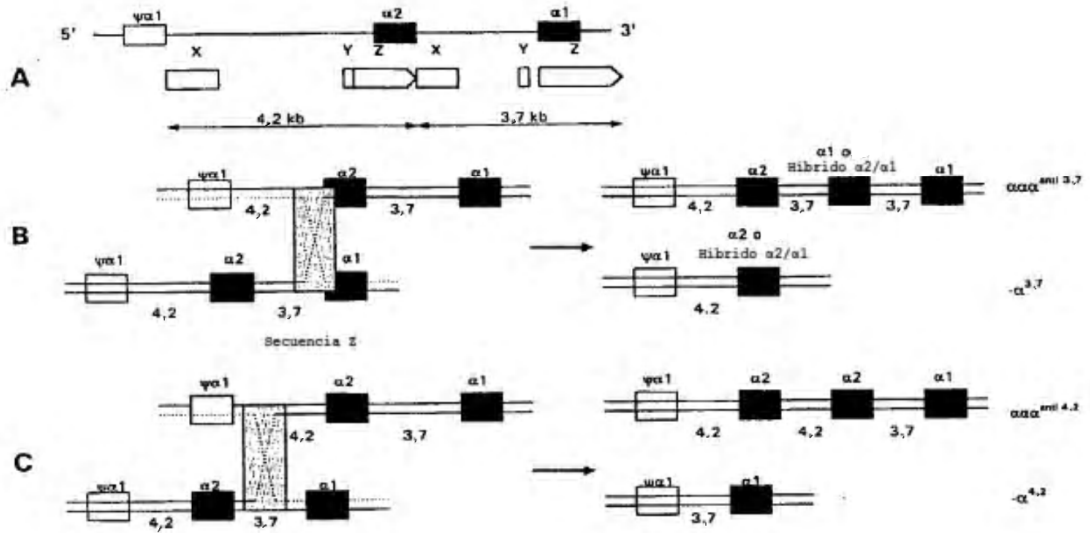 ψα1 α2 α1
5' 3'
X Y Z X Y Z
A
4,2 kb 3,7 kb
α1 o
ψα1 α2 α1 ψα1 α2 Híbrido α2/α1 α1
ααα anti 3,7
4,2 3,7 4,2 3,7 3,7
B
α2 o
ψα1 α2 α1 ψα1 Híbrido α2/α1
-α 3,7
4,2 3,7 4,2
Secuencia Z
ψα1 α2 α1 ψα1 α2 α2 α1
ααα anti 4,2
4,2 3,7 4,2 4,2 3,7
C
ψα1 α2 α1 ψα1 α1
-α 4,2
4,2 3,7 3,7